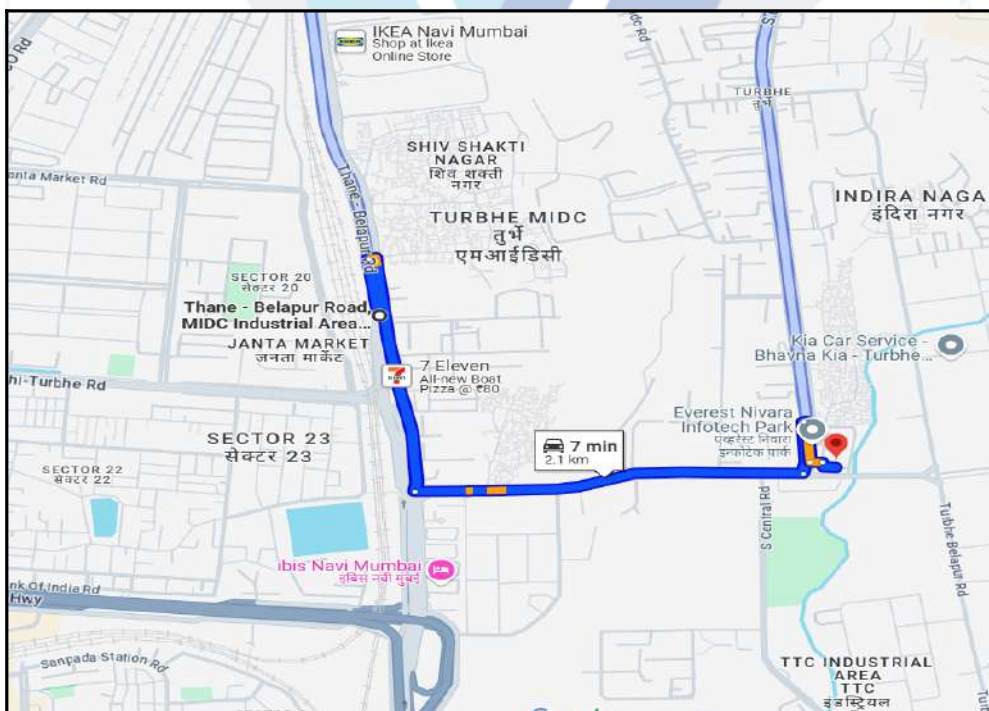 IKEA Navi Mumbai
Shop at Ikea
Online Store
TURBHE
तुर्भे
SHIV SHAKTI
NAGAR
शिव शक्ती
नगर
Thane - Belapur Rd
INDIRA NAGA
इंदिरा नगर
TURBHE MIDC
तुर्भे
एमआईडिसी
SECTOR 20
सेक्टर 20
Thane - Belapur Road,
MIDC Industrial Area...
JANTA MARKET
जनता मार्केट
Kia Car Service -
Bhavna Kia - Turbhe...
7 Eleven
All-new Boat
Pizza @ ₹80
hi-Turbhe Rd
anta Market Rd
Everest Nivara
Infotech Park
एव्हरेस्ट निवारा
इन्फोटेक पार्क
SECTOR 23
सेक्टर 23
7 min
2.1 km
SECTOR 22
सेक्टर 22
S Central Rd
Turbhe Belapur Rd
ibis Navi Mumbai
इबिस नवी मुंबई
nk Of India Rd
Hwy
Sanpada Station Rd
TTC INDUSTRIAL
AREA
TTC
इंडस्ट्रियल